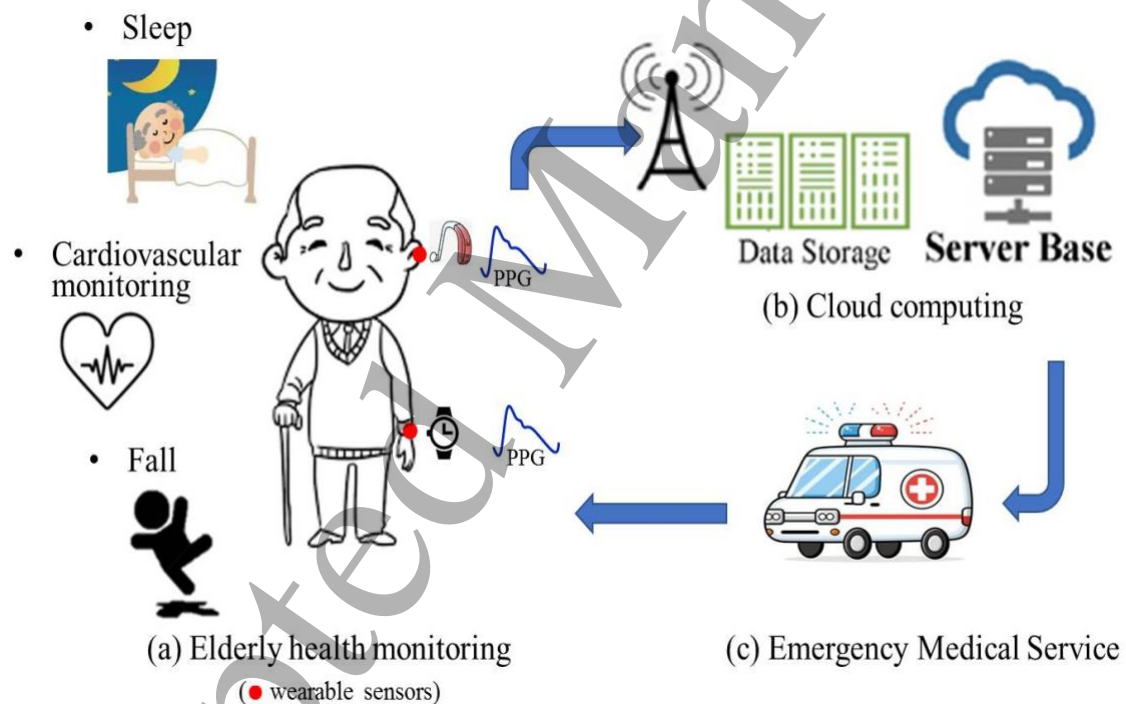 • Sleep
• Cardiovascular
monitoring
• Fall
PPG
PPG
(a) Elderly health monitoring
(● wearable sensors)
Data Storage
Server Base
(b) Cloud computing
(c) Emergency Medical Service